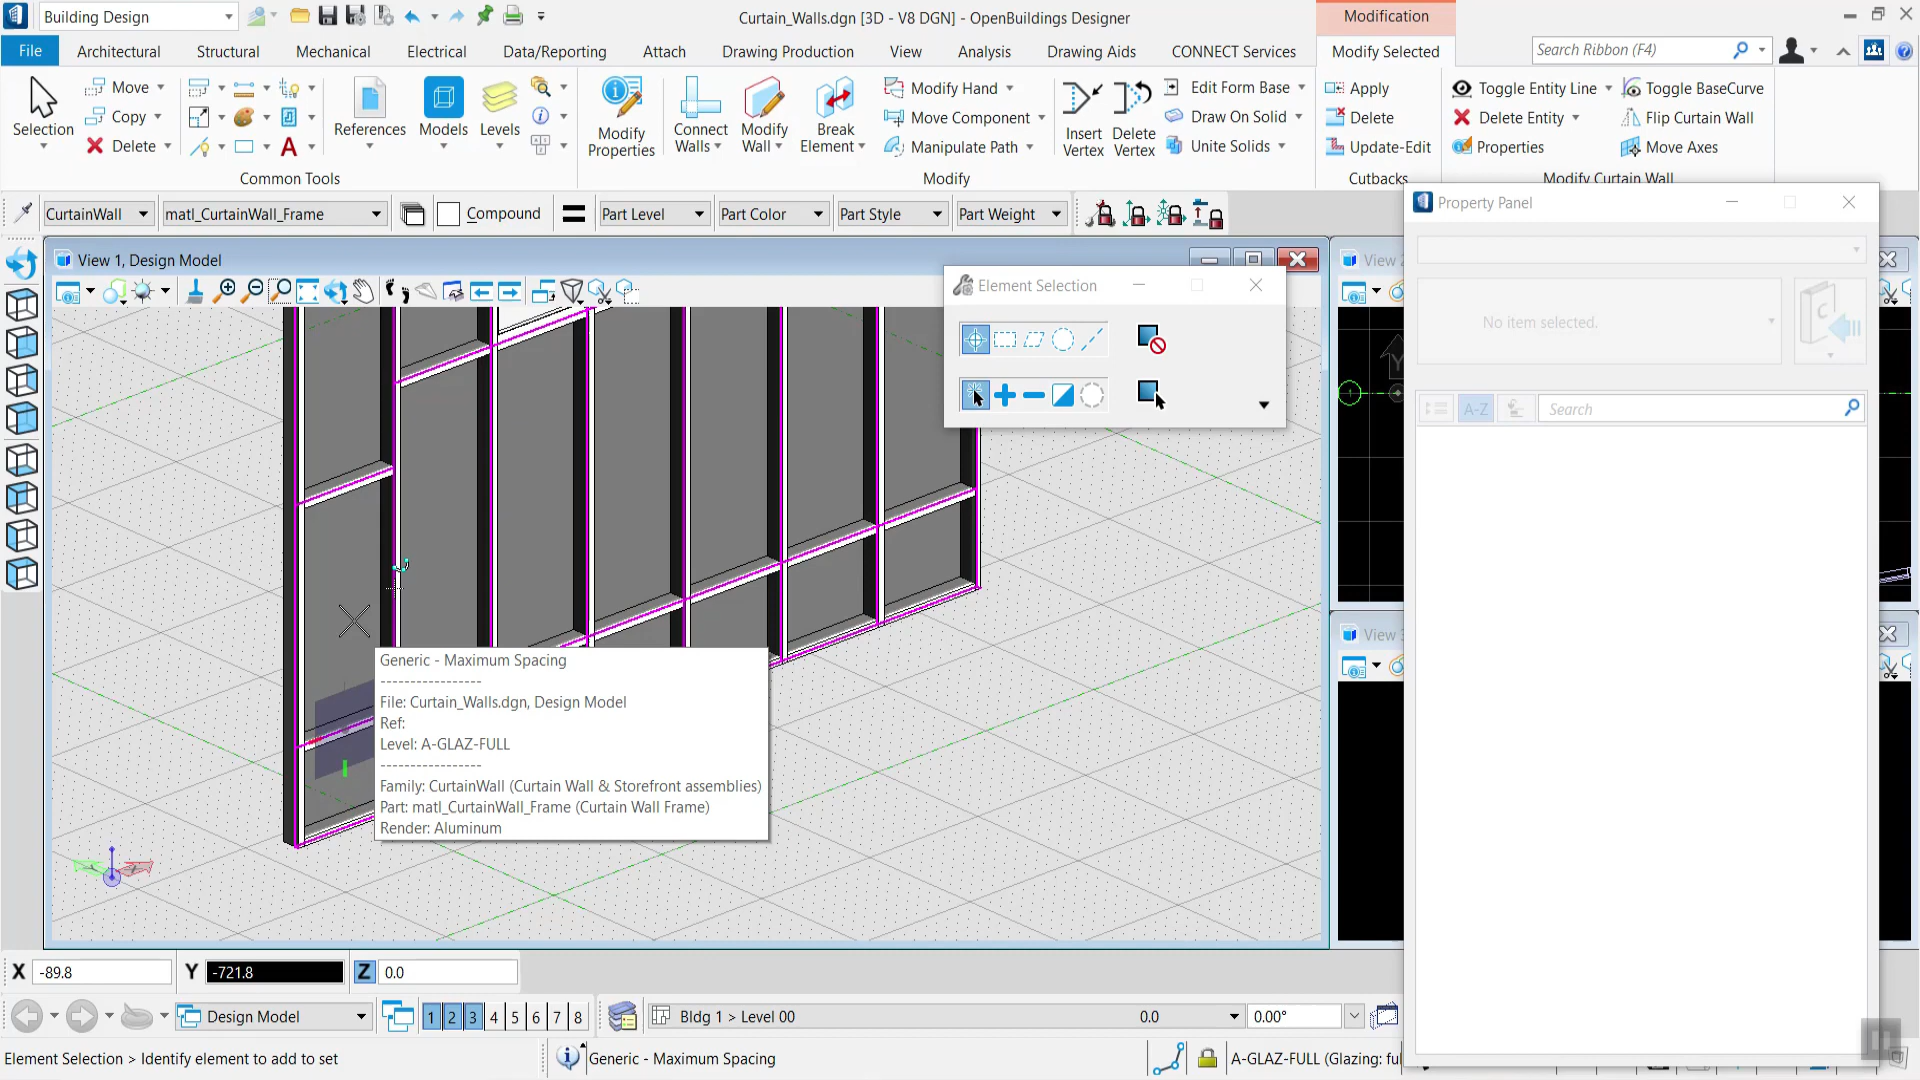 Building Design
Curtain_Walls.dgn [3D - V8 DGN] - OpenBuildings Designer
Modification
File
Architectural
Structural
Mechanical
Electrical
Data/Reporting
Attach
Drawing Production
View
Analysis
Drawing Aids
CONNECT Services
Modify Selected
Search Ribbon (F4)
Selection
Move
Copy
Delete
References
Models
Levels
Common Tools
Modify
Properties
Connect
Walls
Modify
Wall
Break
Element
Modify Hand
Move Component
Manipulate Path
Insert
Vertex
Delete
Vertex
Edit Form Base
Draw On Solid
Unite Solids
Modify
Apply
Delete
Update-Edit
Cutbacks
Toggle Entity Line
Delete Entity
Properties
Toggle BaseCurve
Flip Curtain Wall
Move Axes
Modify Curtain Wall
CurtainWall
matl_CurtainWall_Frame
Compound
Part Level
Part Color
Part Style
Part Weight
Property Panel
No item selected.
A-Z
Search
View 1, Design Model
View 2
View 3
Element Selection
Generic - Maximum Spacing
-----------------
File: Curtain_Walls.dgn, Design Model
Ref:
Level: A-GLAZ-FULL
-----------------
Family: CurtainWall (Curtain Wall & Storefront assemblies)
Part: matl_CurtainWall_Frame (Curtain Wall Frame)
Render: Aluminum
X -89.8 Y -721.8 Z 0.0
Design Model
1 2 3 4 5 6 7 8
Bldg 1 > Level 00
0.0
0.00°
Element Selection > Identify element to add to set
Generic - Maximum Spacing
A-GLAZ-FULL (Glazing: ful